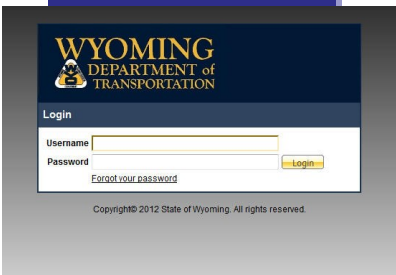 WYOMING
DEPARTMENT of
TRANSPORTATION
Login
Username
Password Login
Forgot your password
Copyright© 2012 State of Wyoming. All rights reserved.